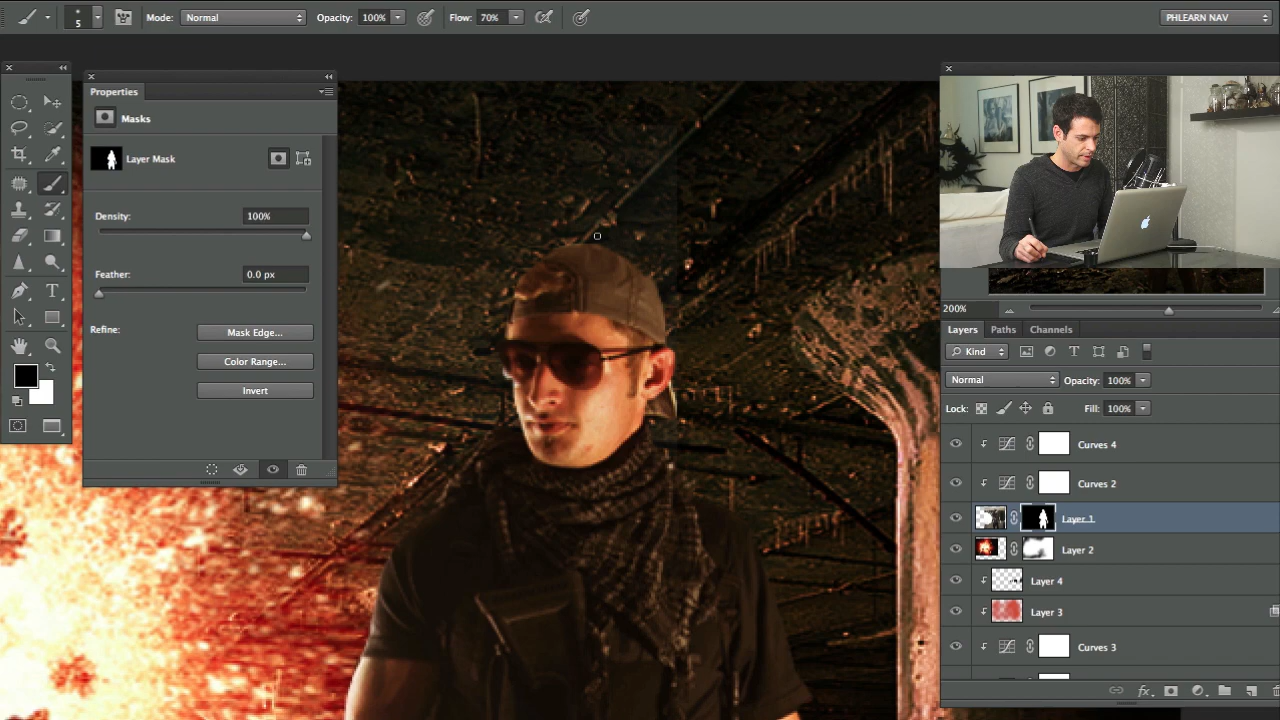 5
Mode: Normal
Opacity: 100%
Flow: 70%
PHLEARN NAV
Properties
Masks
Layer Mask
Density: 100%
Feather: 0.0 px
Refine:
Mask Edge...
Color Range...
Invert
T
200%
Layers Paths Channels
Kind
T
Normal
Opacity: 100%
Lock:
Fill: 100%
Curves 4
Curves 2
Layer 1
Layer 2
Layer 4
Layer 3
Curves 3
fx